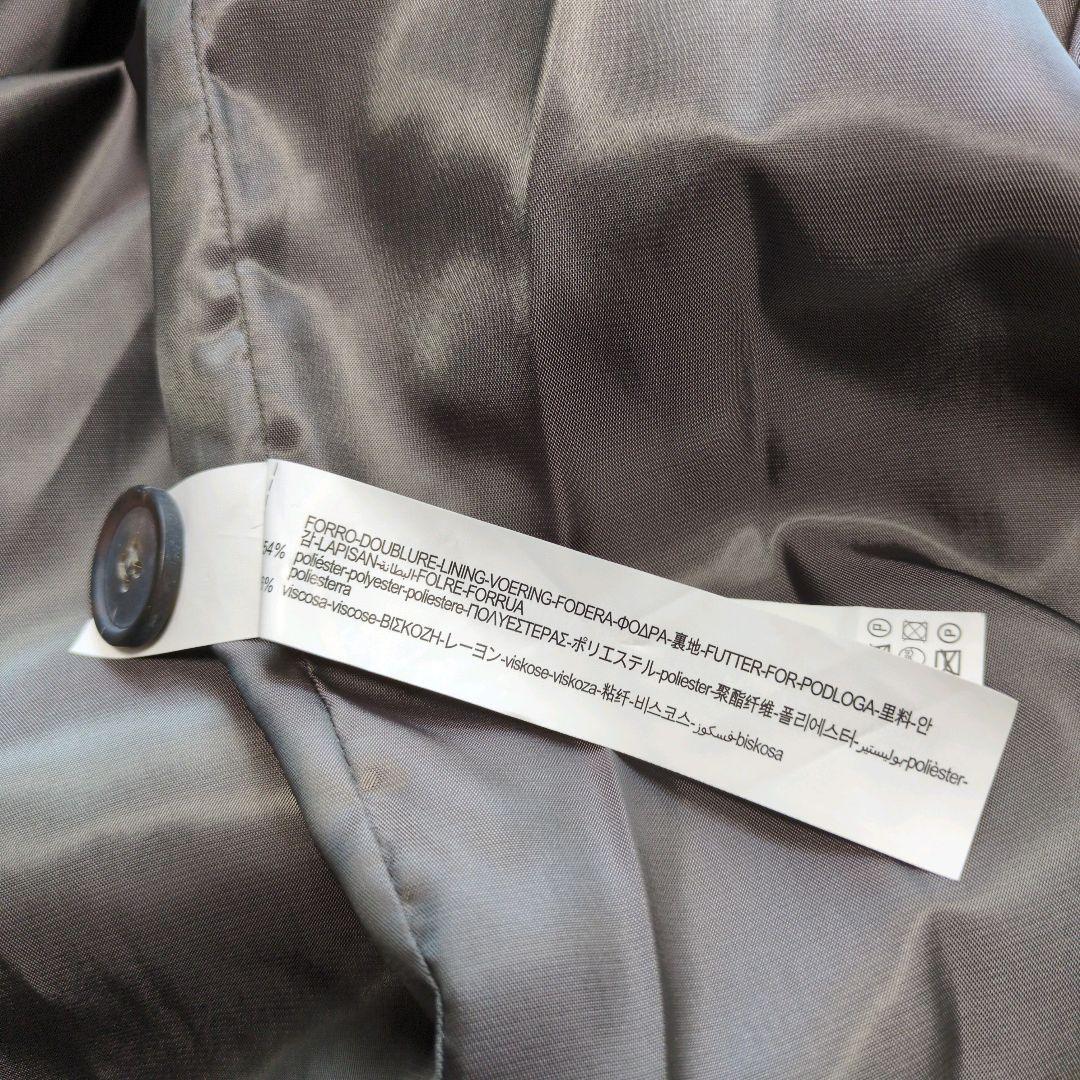 FORRO-DOUBLURE-LINING-VOERING-FODERA-ΦΟΔΡΑ-裏地-FUTTER-FOR-PODLOGA-里料-안
감-LAPISAN-البطانة-FOLRE-FORRUA
54% poliéster-polyester-poliestere-ΠΟΛΥΕΣΤΕΡΑΣ-ポリエステル-poliester-聚酯纤维-폴리에스터-بوليستير-polièster-
poliesterra
% viscosa-viscose-ΒΙΣΚΟΖΗ-レーヨン-viskose-viskoza-粘纤-비스코스-فسكوز-biskosa
P P